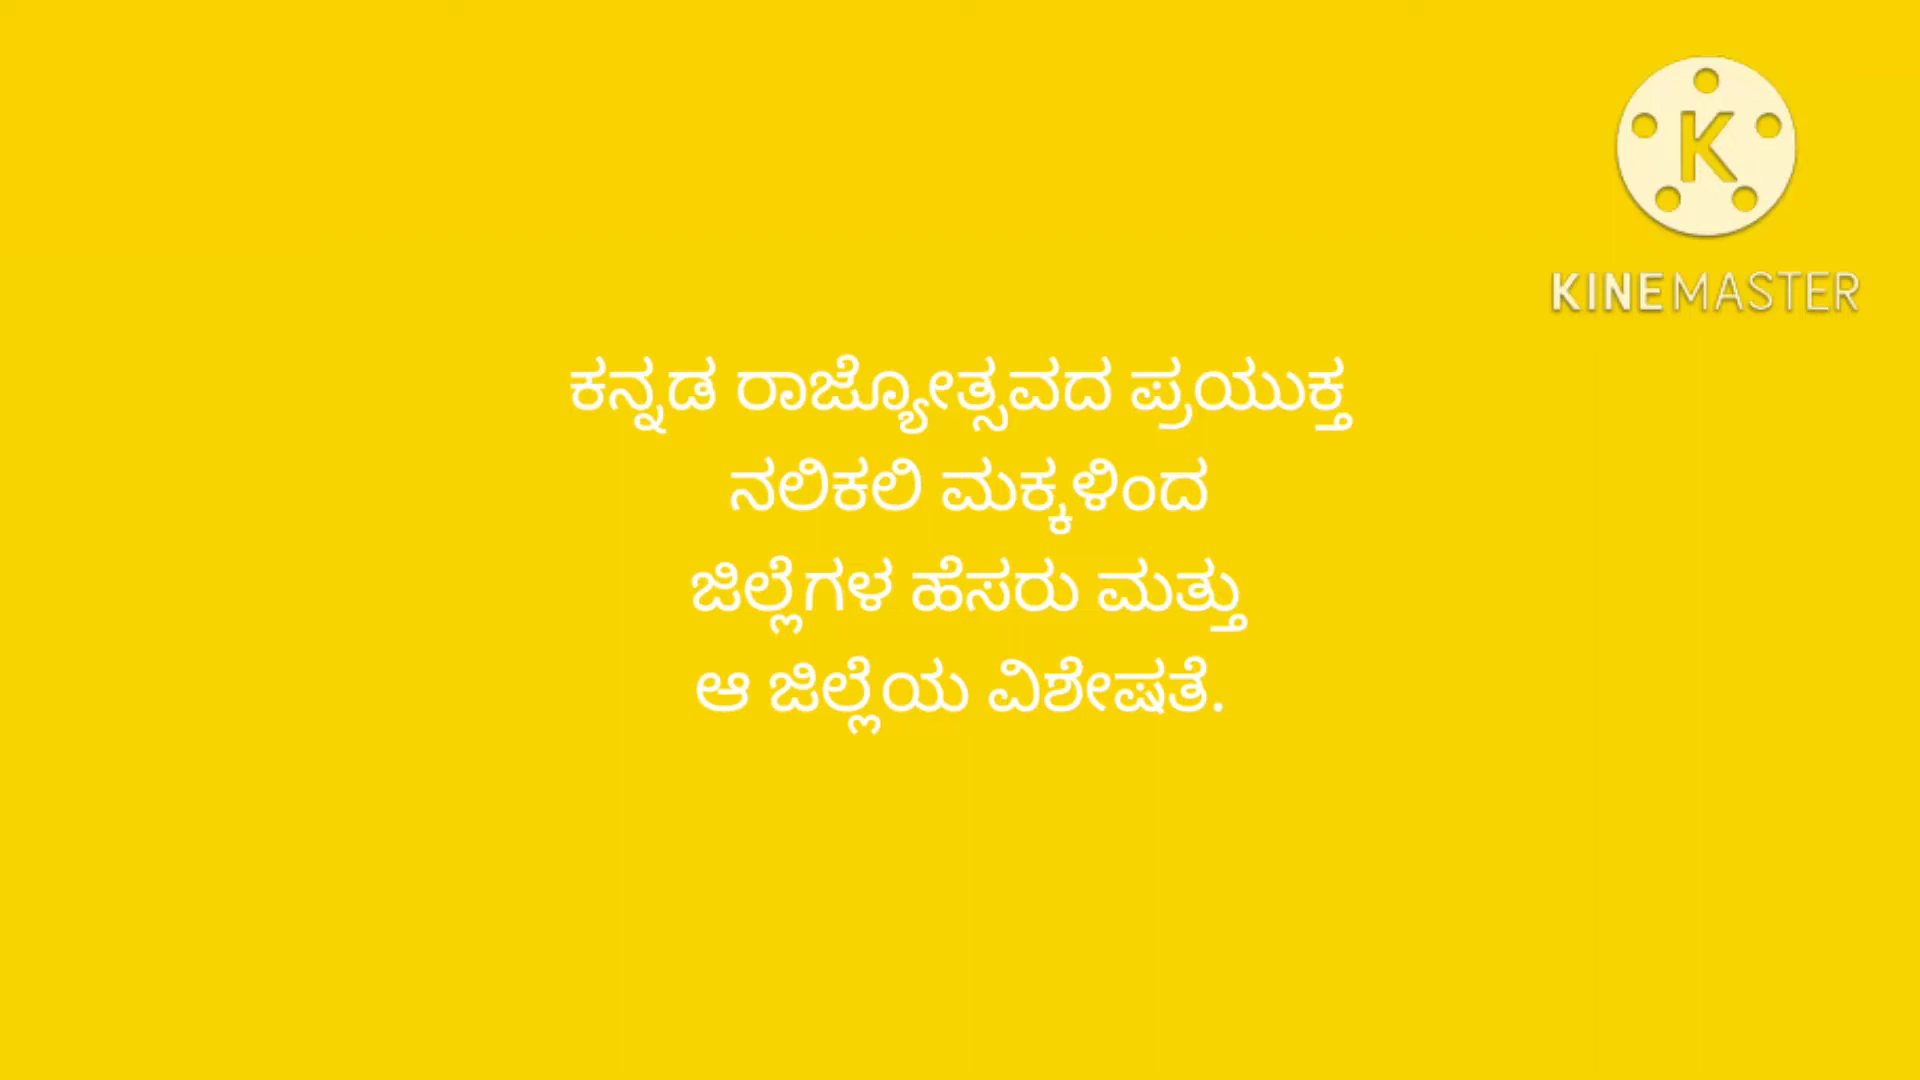 KINEMASTER
ಕನ್ನಡ ರಾಜ್ಯೋತ್ಸವದ ಪ್ರಯುಕ್ತ
ನಲಿಕಲಿ ಮಕ್ಕಳಿಂದ
ಜಿಲ್ಲೆಗಳ ಹೆಸರು ಮತ್ತು
ಆ ಜಿಲ್ಲೆಯ ವಿಶೇಷತೆ.